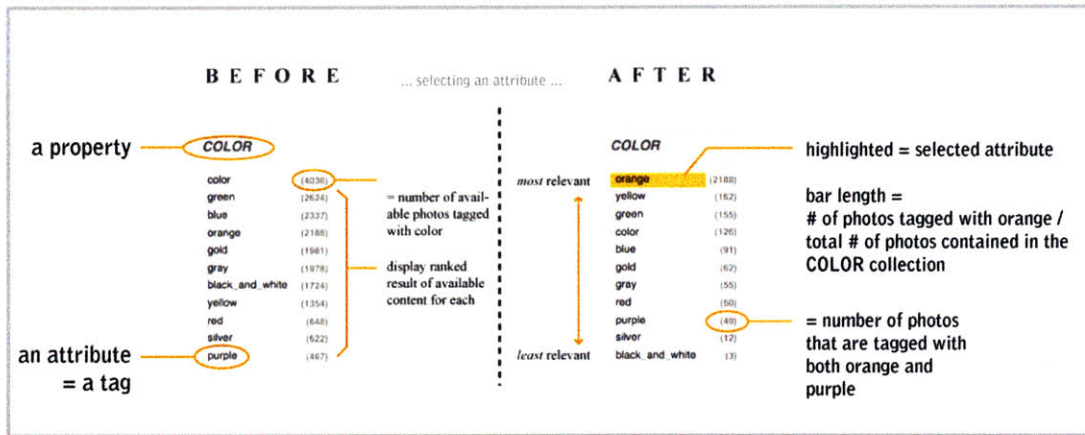 BEFORE
... selecting an attribute ...
AFTER
a property
COLOR
color (4036)
green (2624)
blue (2337)
orange (2188)
gold (1981)
gray (1978)
black_and_white (1724)
yellow (1354)
red (648)
silver (622)
purple (467)
an attribute
= a tag
= number of avail-
able photos tagged
with color
display ranked
result of available
content for each
COLOR
most relevant
orange (2188)
yellow (162)
green (155)
color (126)
blue (91)
gold (62)
gray (55)
red (50)
purple (49)
silver (12)
least relevant
black_and_white (3)
highlighted = selected attribute
bar length =
# of photos tagged with orange /
total # of photos contained in the
COLOR collection
= number of photos
that are tagged with
both orange and
purple